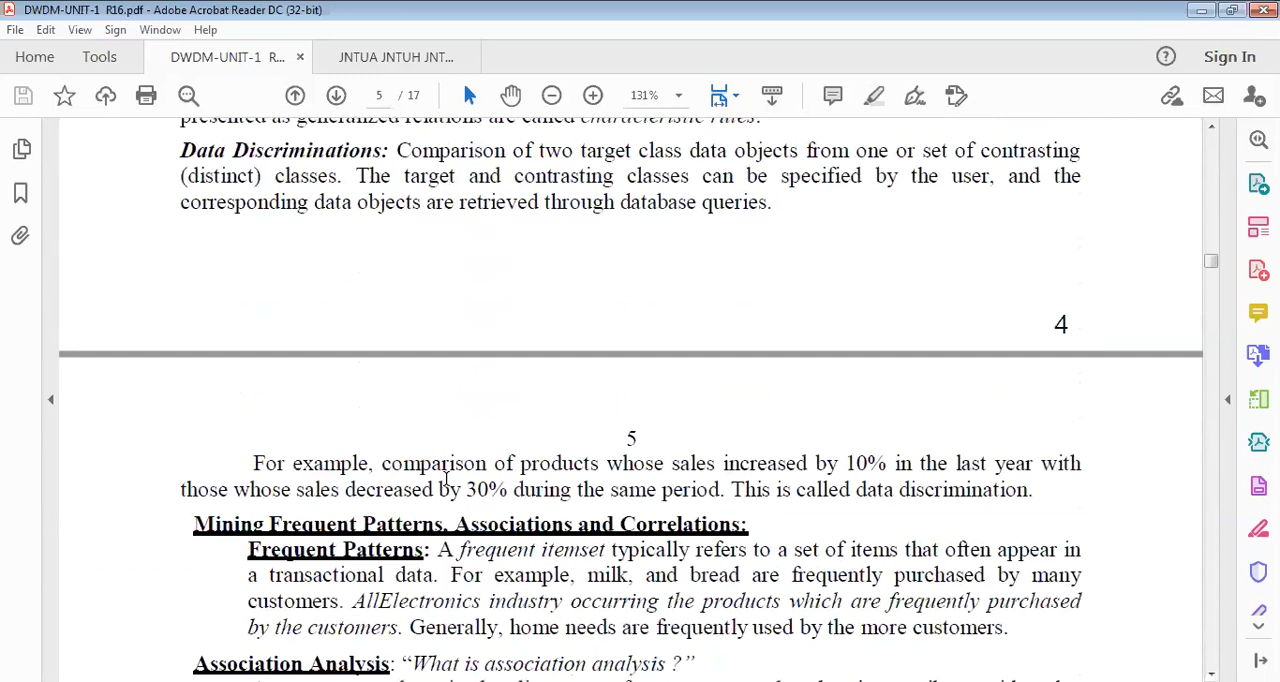 DWDM-UNIT-1 R16.pdf - Adobe Acrobat Reader DC (32-bit)
File Edit View Sign Window Help
Home Tools DWDM-UNIT-1 R... × JNTUA JNTUH JNT... Sign In
5 / 17 131%
presented as generalized relations are called characteristic rules.
Data Discriminations: Comparison of two target class data objects from one or set of contrasting
(distinct) classes. The target and contrasting classes can be specified by the user, and the
corresponding data objects are retrieved through database queries.
4
5
For example, comparison of products whose sales increased by 10% in the last year with
those whose sales decreased by 30% during the same period. This is called data discrimination.
Mining Frequent Patterns, Associations and Correlations:
Frequent Patterns: A frequent itemset typically refers to a set of items that often appear in
a transactional data. For example, milk, and bread are frequently purchased by many
customers. AllElectronics industry occurring the products which are frequently purchased
by the customers. Generally, home needs are frequently used by the more customers.
Association Analysis: “What is association analysis ?”